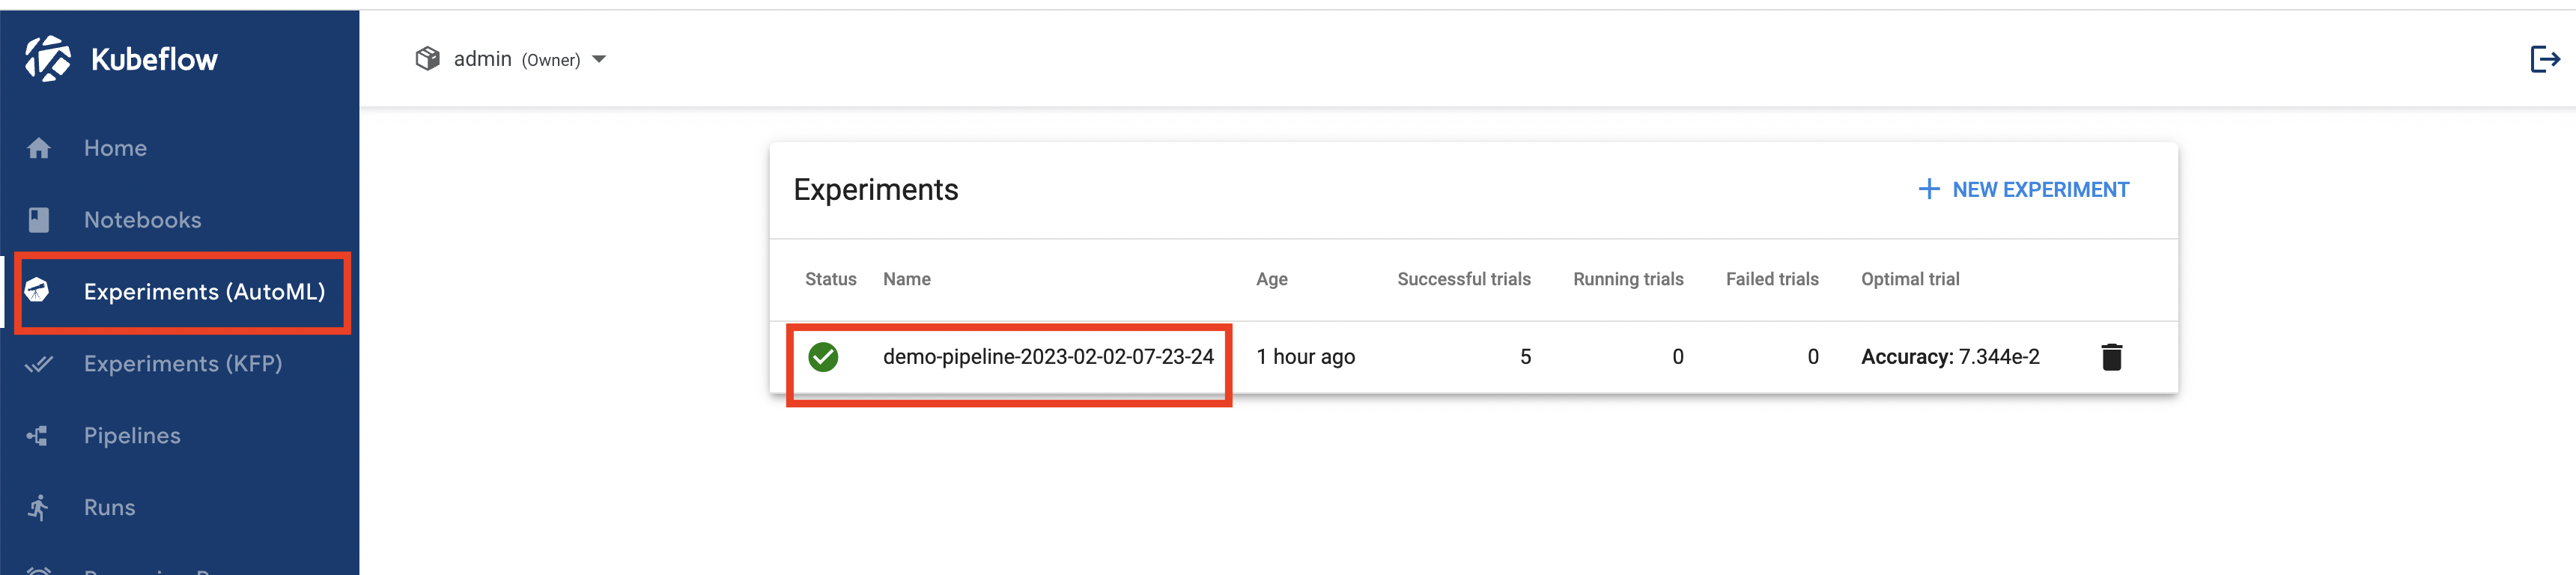 Kubeflow
admin (Owner)
Home
Notebooks
Experiments (AutoML)
Experiments (KFP)
Pipelines
Runs
Experiments
NEW EXPERIMENT
Status Name Age Successful trials Running trials Failed trials Optimal trial
demo-pipeline-2023-02-02-07-23-24 1 hour ago 5 0 0 Accuracy: 7.344e-2